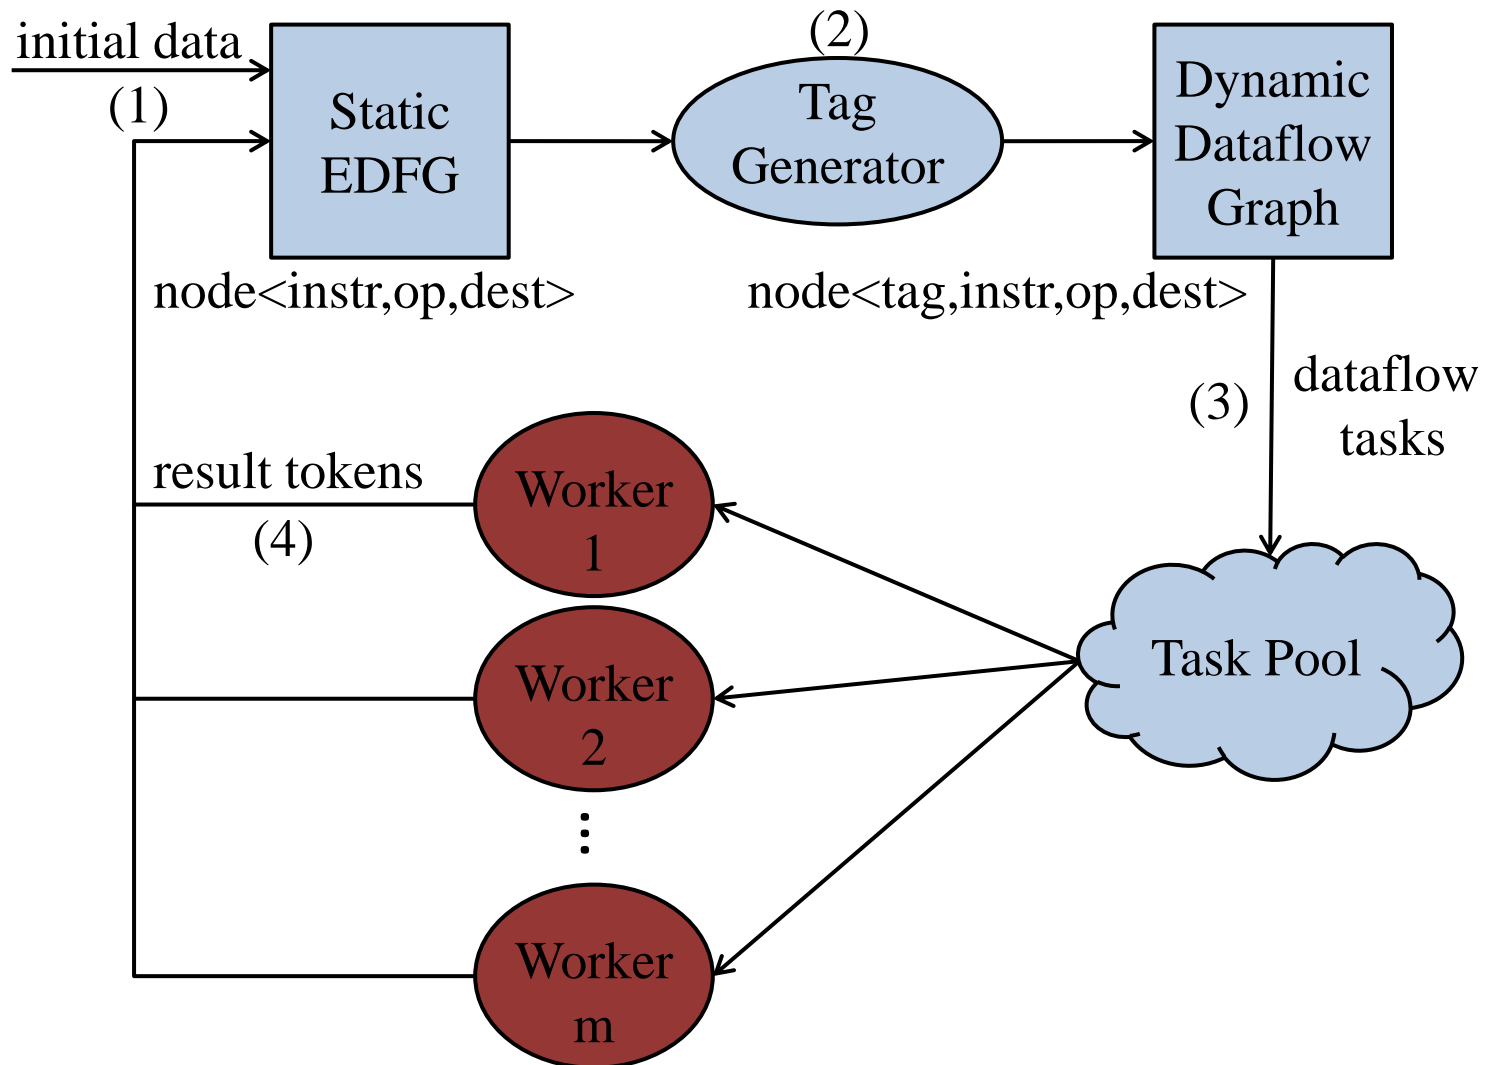 initial data
(1)
Static
EDFG
node<instr,op,dest>
(2)
Tag
Generator
node<tag,instr,op,dest>
Dynamic
Dataflow
Graph
(3)
dataflow
tasks
Task Pool
Worker
1
Worker
2
...
Worker
m
result tokens
(4)